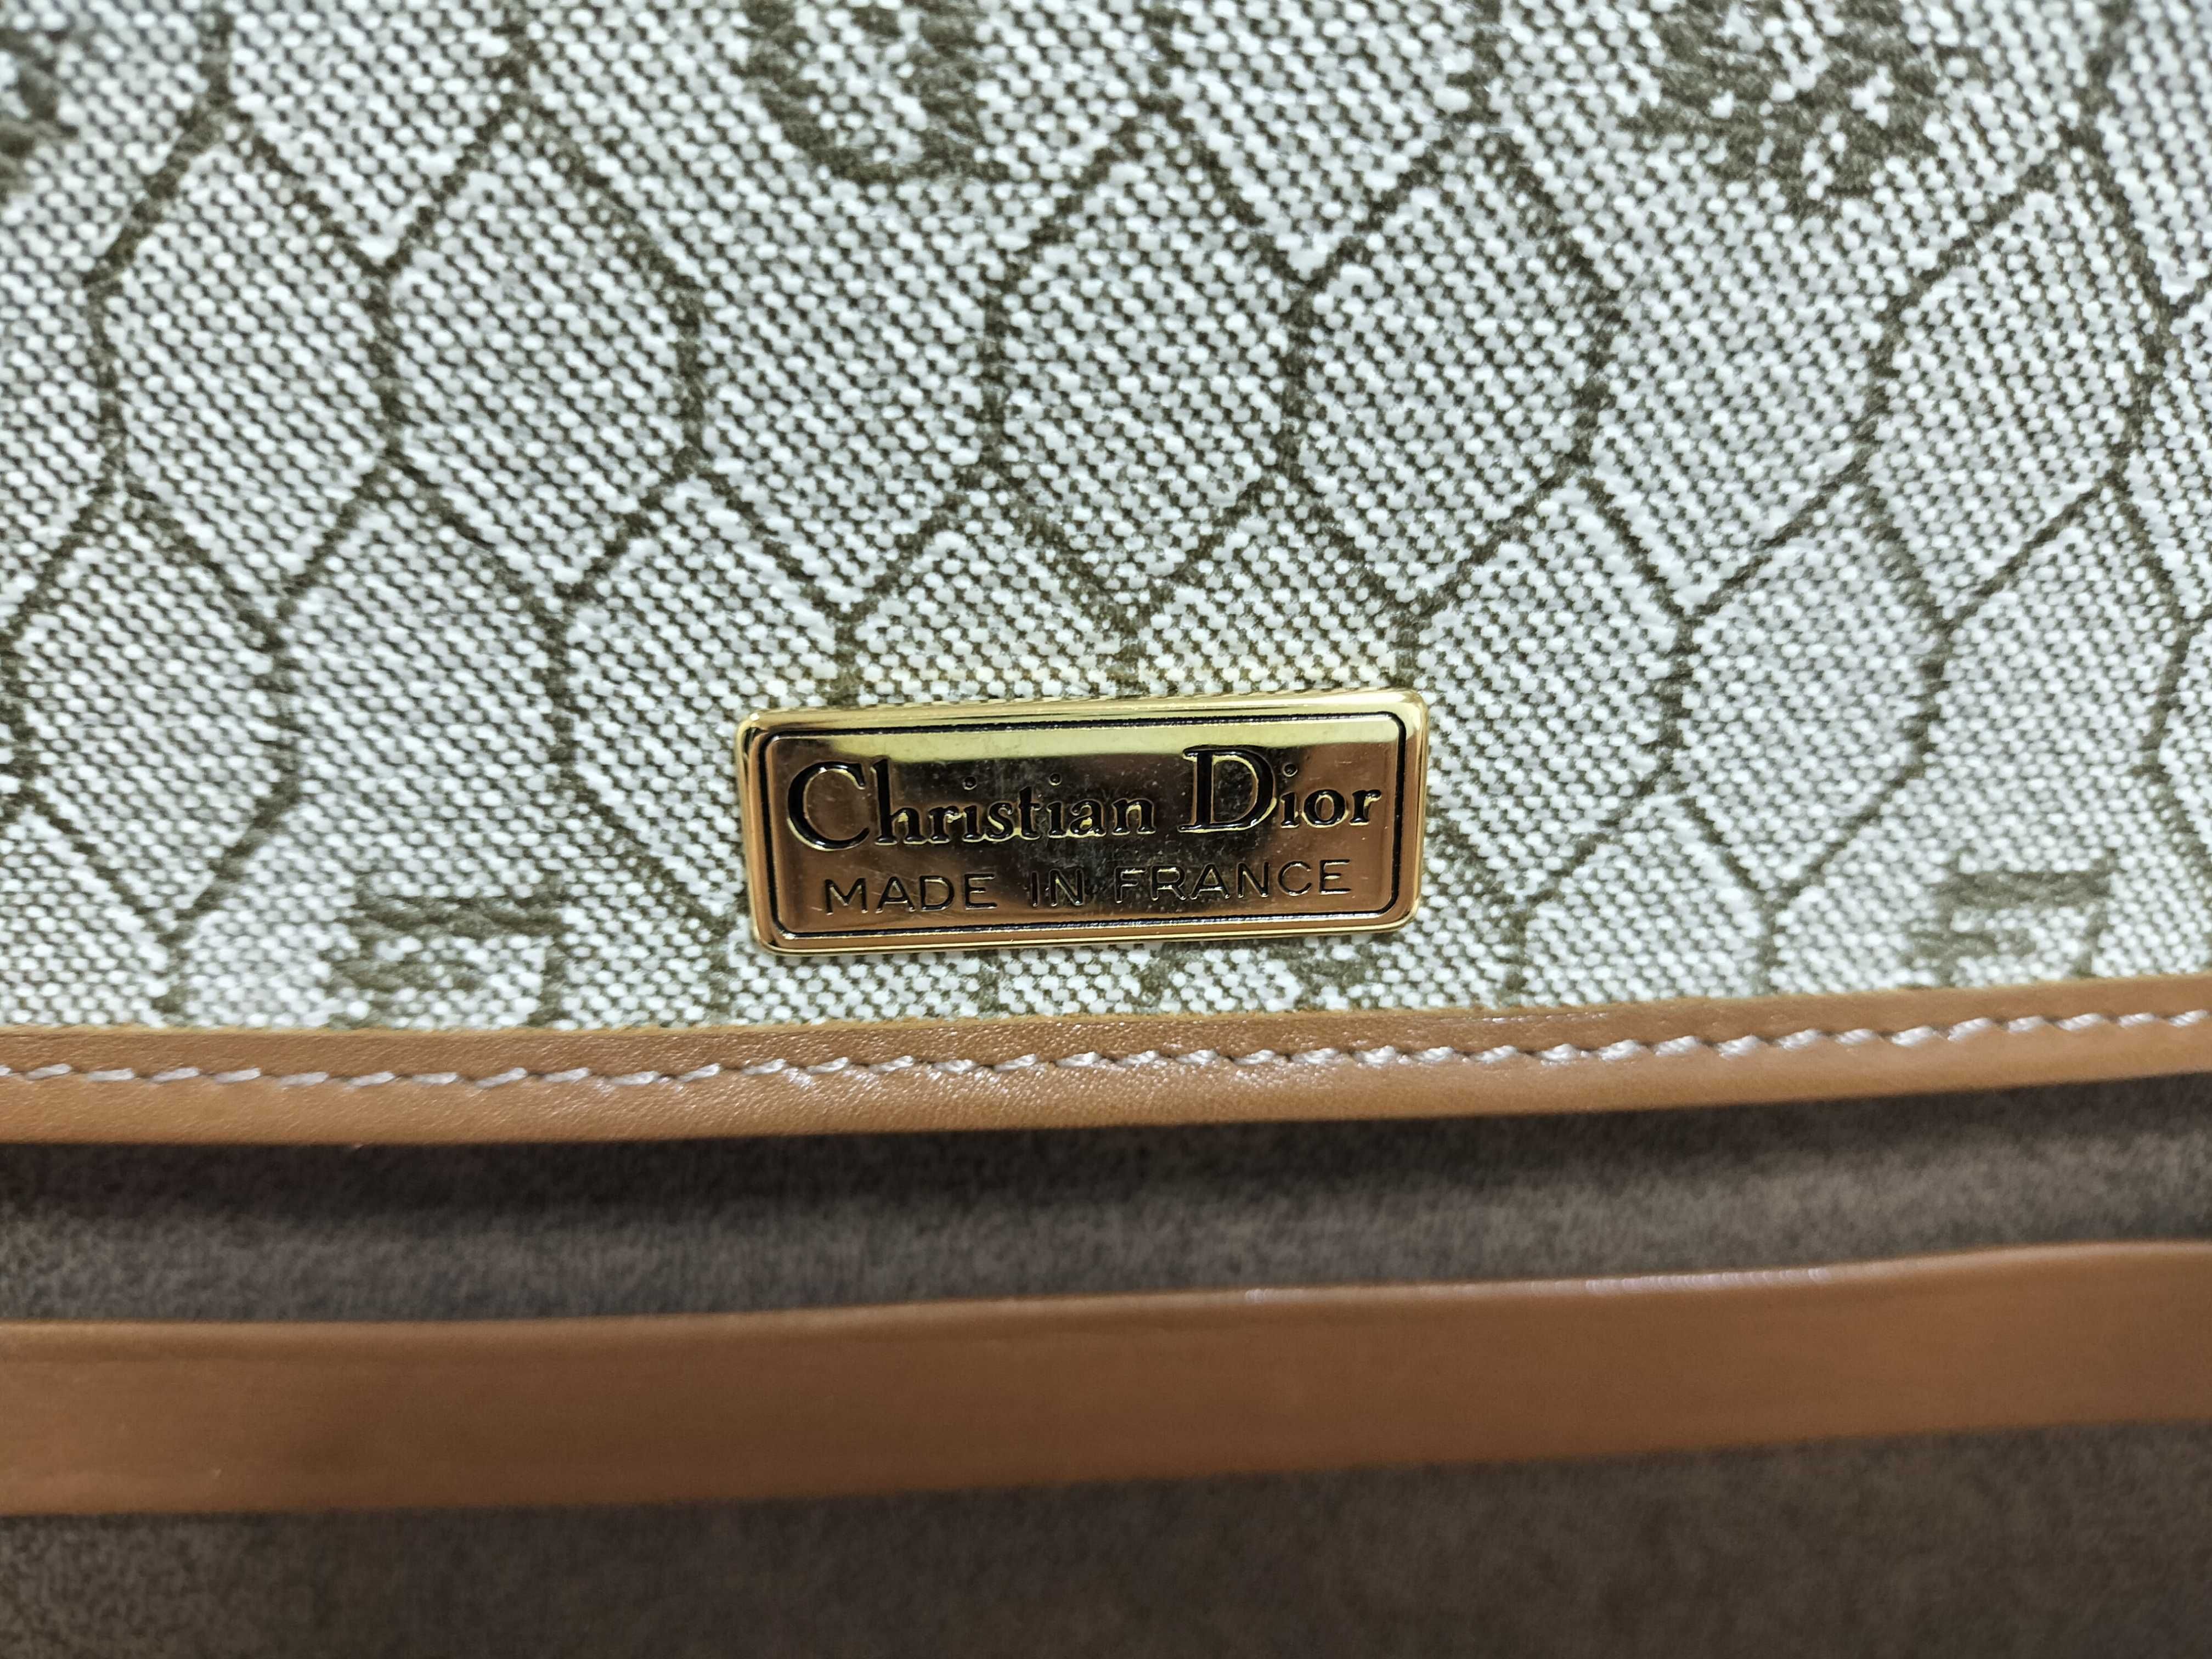 Christian Dior
MADE IN FRANCE